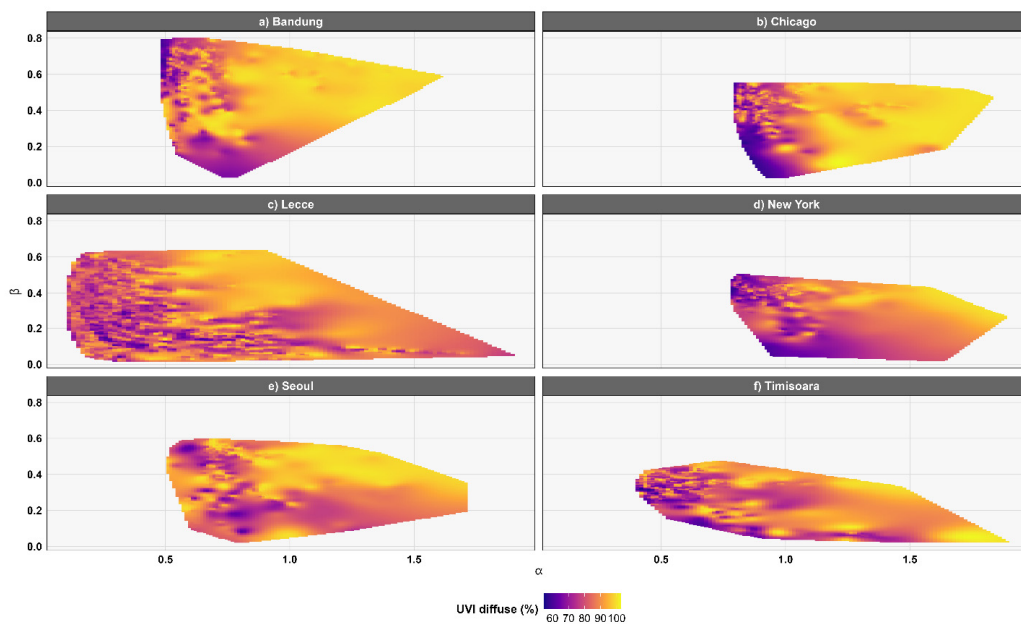 a) Bandung
b) Chicago
0.8
0.6
0.4
0.2
0.0
c) Lecce
d) New York
0.8
0.6
0.4
0.2
0.0
β
e) Seoul
f) Timisoara
0.8
0.6
0.4
0.2
0.0
0.5 1.0 1.5 0.5 1.0 1.5
α
UVI diffuse (%)
60 70 80 90 100